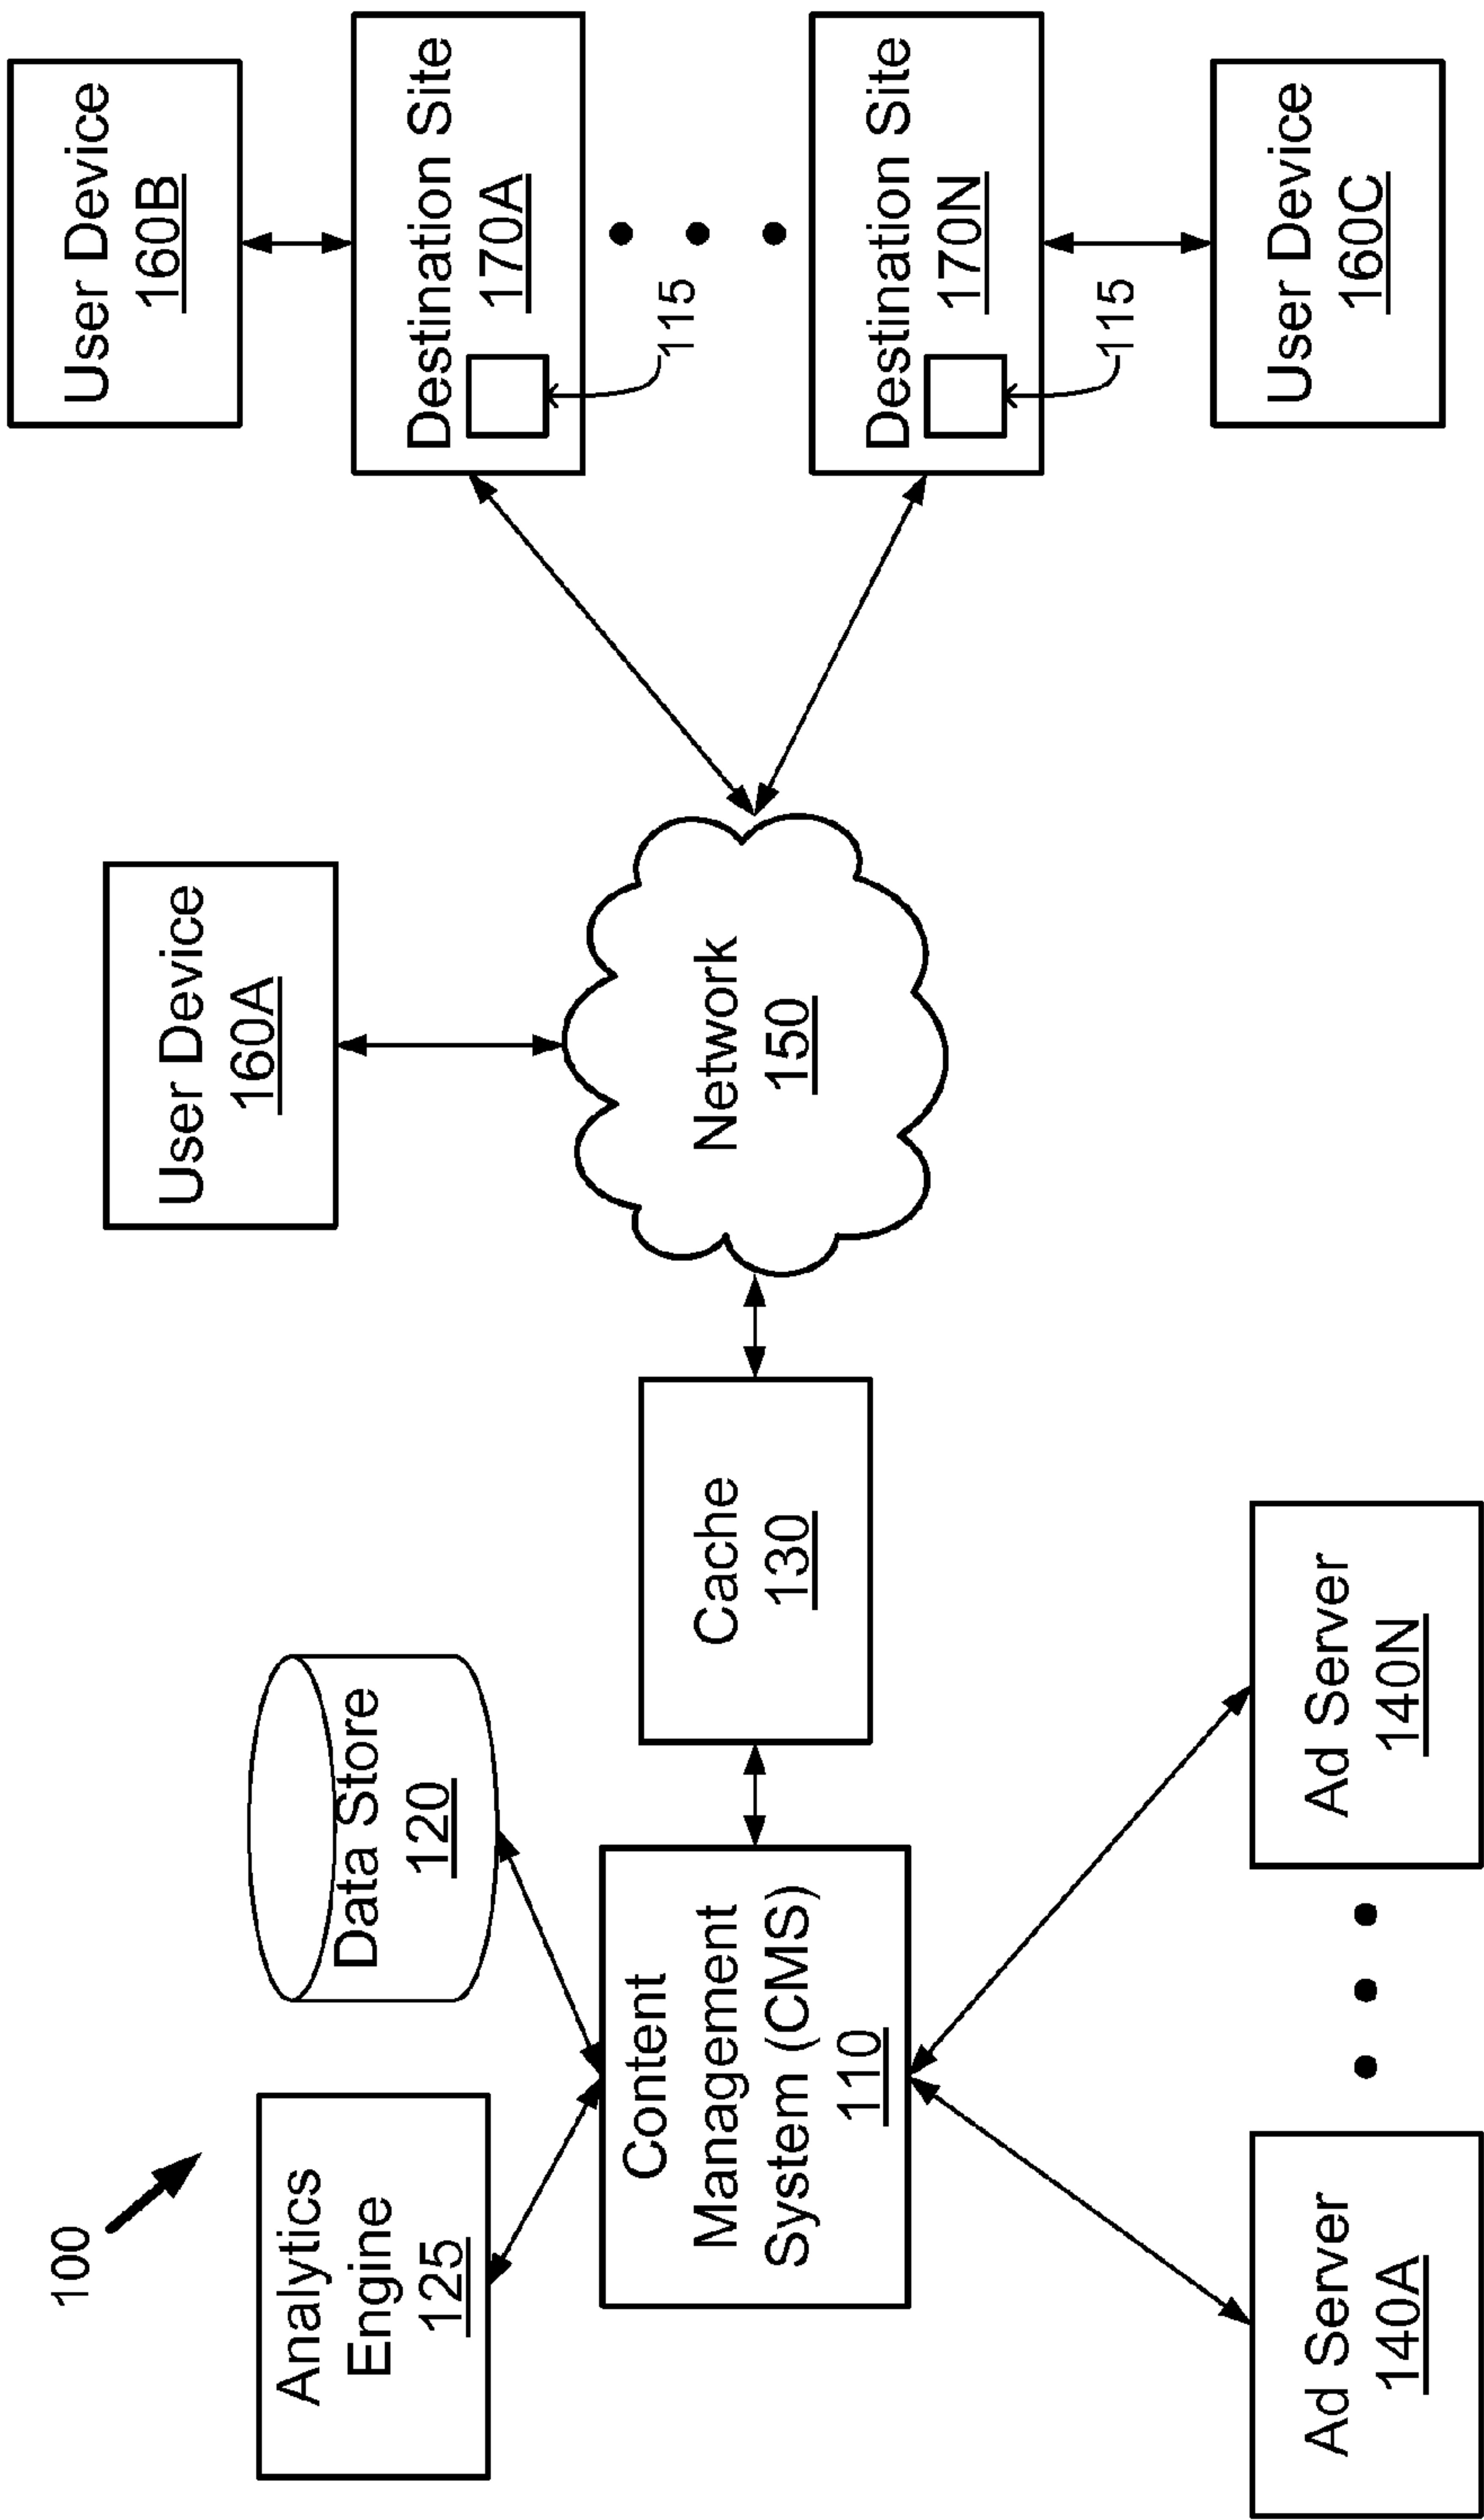 100
Analytics
Engine
125
Data Store
120
Content
Management
System (CMS)
110
Cache
130
Ad Server
140A
Ad Server
140N
User Device
160A
Network
150
User Device
160B
Destination Site
170A
115
Destination Site
170N
115
User Device
160C